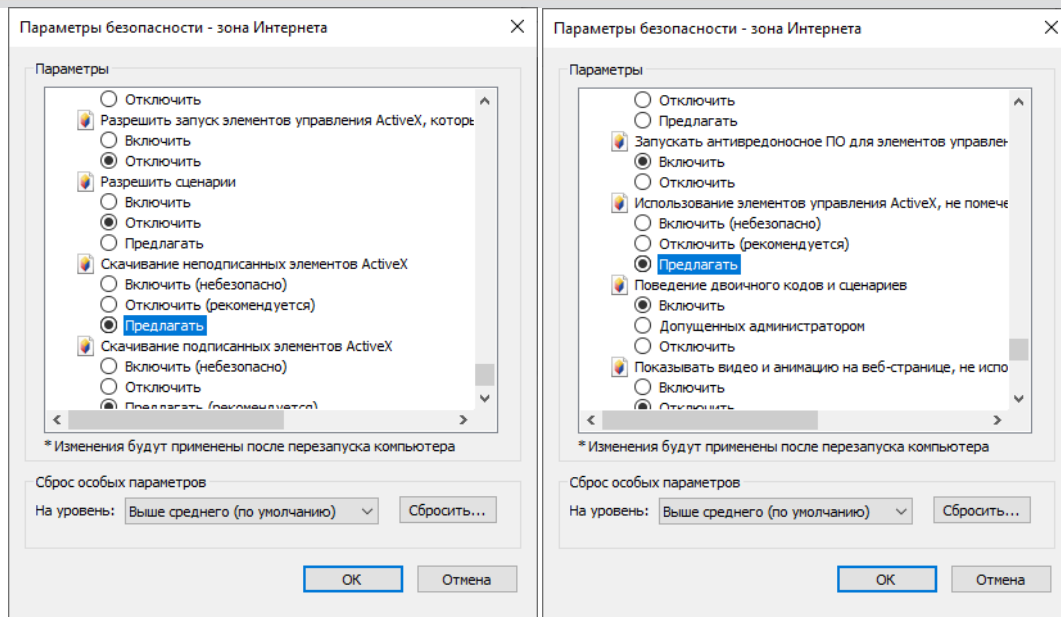 Параметры безопасности - зона Интернета
Параметры
Отключить
Разрешить запуск элементов управления ActiveX, которь
Включить
Отключить
Разрешить сценарии
Включить
Отключить
Предлагать
Скачивание неподписанных элементов ActiveX
Включить (небезопасно)
Отключить (рекомендуется)
Предлагать
Скачивание подписанных элементов ActiveX
Включить (небезопасно)
Отключить
Предлагать (рекомендуется)
* Изменения будут применены после перезапуска компьютера
Сброс особых параметров
На уровень: Выше среднего (по умолчанию) Сбросить...
ОК Отмена
Параметры безопасности - зона Интернета
Параметры
Отключить
Предлагать
Запускать антивредоносное ПО для элементов управлен
Включить
Отключить
Использование элементов управления ActiveX, не помече
Включить (небезопасно)
Отключить (рекомендуется)
Предлагать
Поведение двоичного кодов и сценариев
Включить
Допущенных администратором
Отключить
Показывать видео и анимацию на веб-странице, не испо
Включить
Отключить
* Изменения будут применены после перезапуска компьютера
Сброс особых параметров
На уровень: Выше среднего (по умолчанию) Сбросить...
ОК Отмена